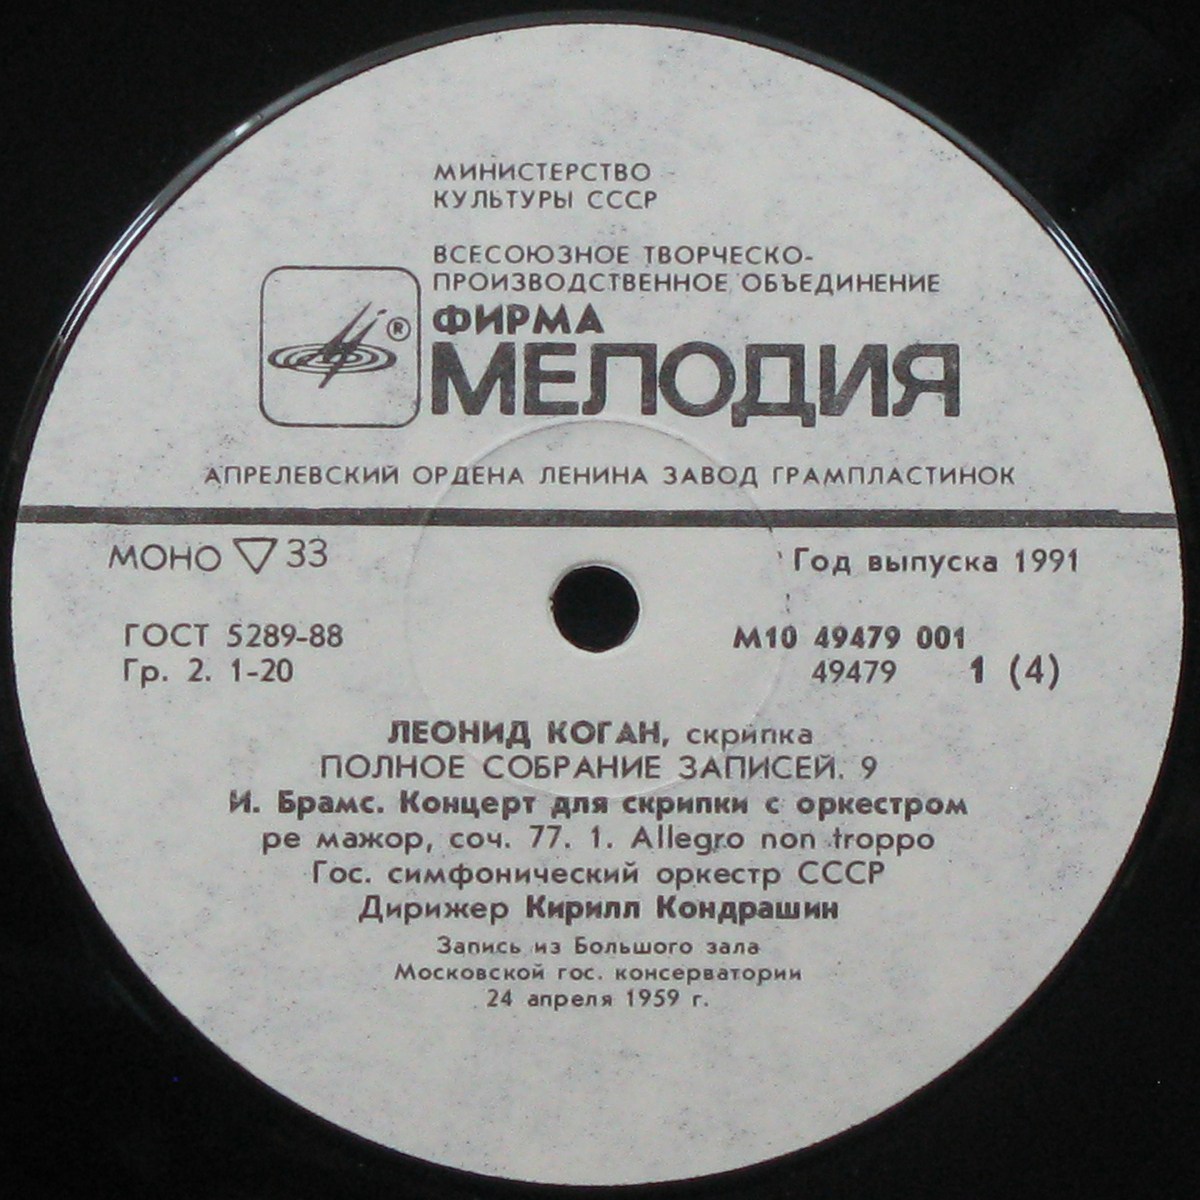 МИНИСТЕРСТВО
КУЛЬТУРЫ СССР
ВСЕСОЮЗНОЕ ТВОРЧЕСКО-
ПРОИЗВОДСТВЕННОЕ ОБЪЕДИНЕНИЕ
®
ФИРМА
МЕЛОДИЯ
АПРЕЛЕВСКИЙ ОРДЕНА ЛЕНИНА ЗАВОД ГРАМПЛАСТИНОК
МОНО ▽ 33
Год выпуска 1991
ГОСТ 5289-88
Гр. 2. 1-20
М10 49479 001
49479 1 (4)
ЛЕОНИД КОГАН, скрипка
ПОЛНОЕ СОБРАНИЕ ЗАПИСЕЙ. 9
И. Брамс. Концерт для скрипки с оркестром
ре мажор, соч. 77. 1. Allegro non troppo
Гос. симфонический оркестр СССР
Дирижер Кирилл Кондрашин
Запись из Большого зала
Московской гос. консерватории
24 апреля 1959 г.